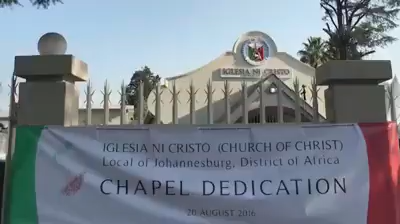 IGLESIA NI CRISTO
IGLESIA NI CRISTO (CHURCH OF CHRIST)
Local of Johannesburg, District of Africa
CHAPEL DEDICATION
20 AUGUST 2016